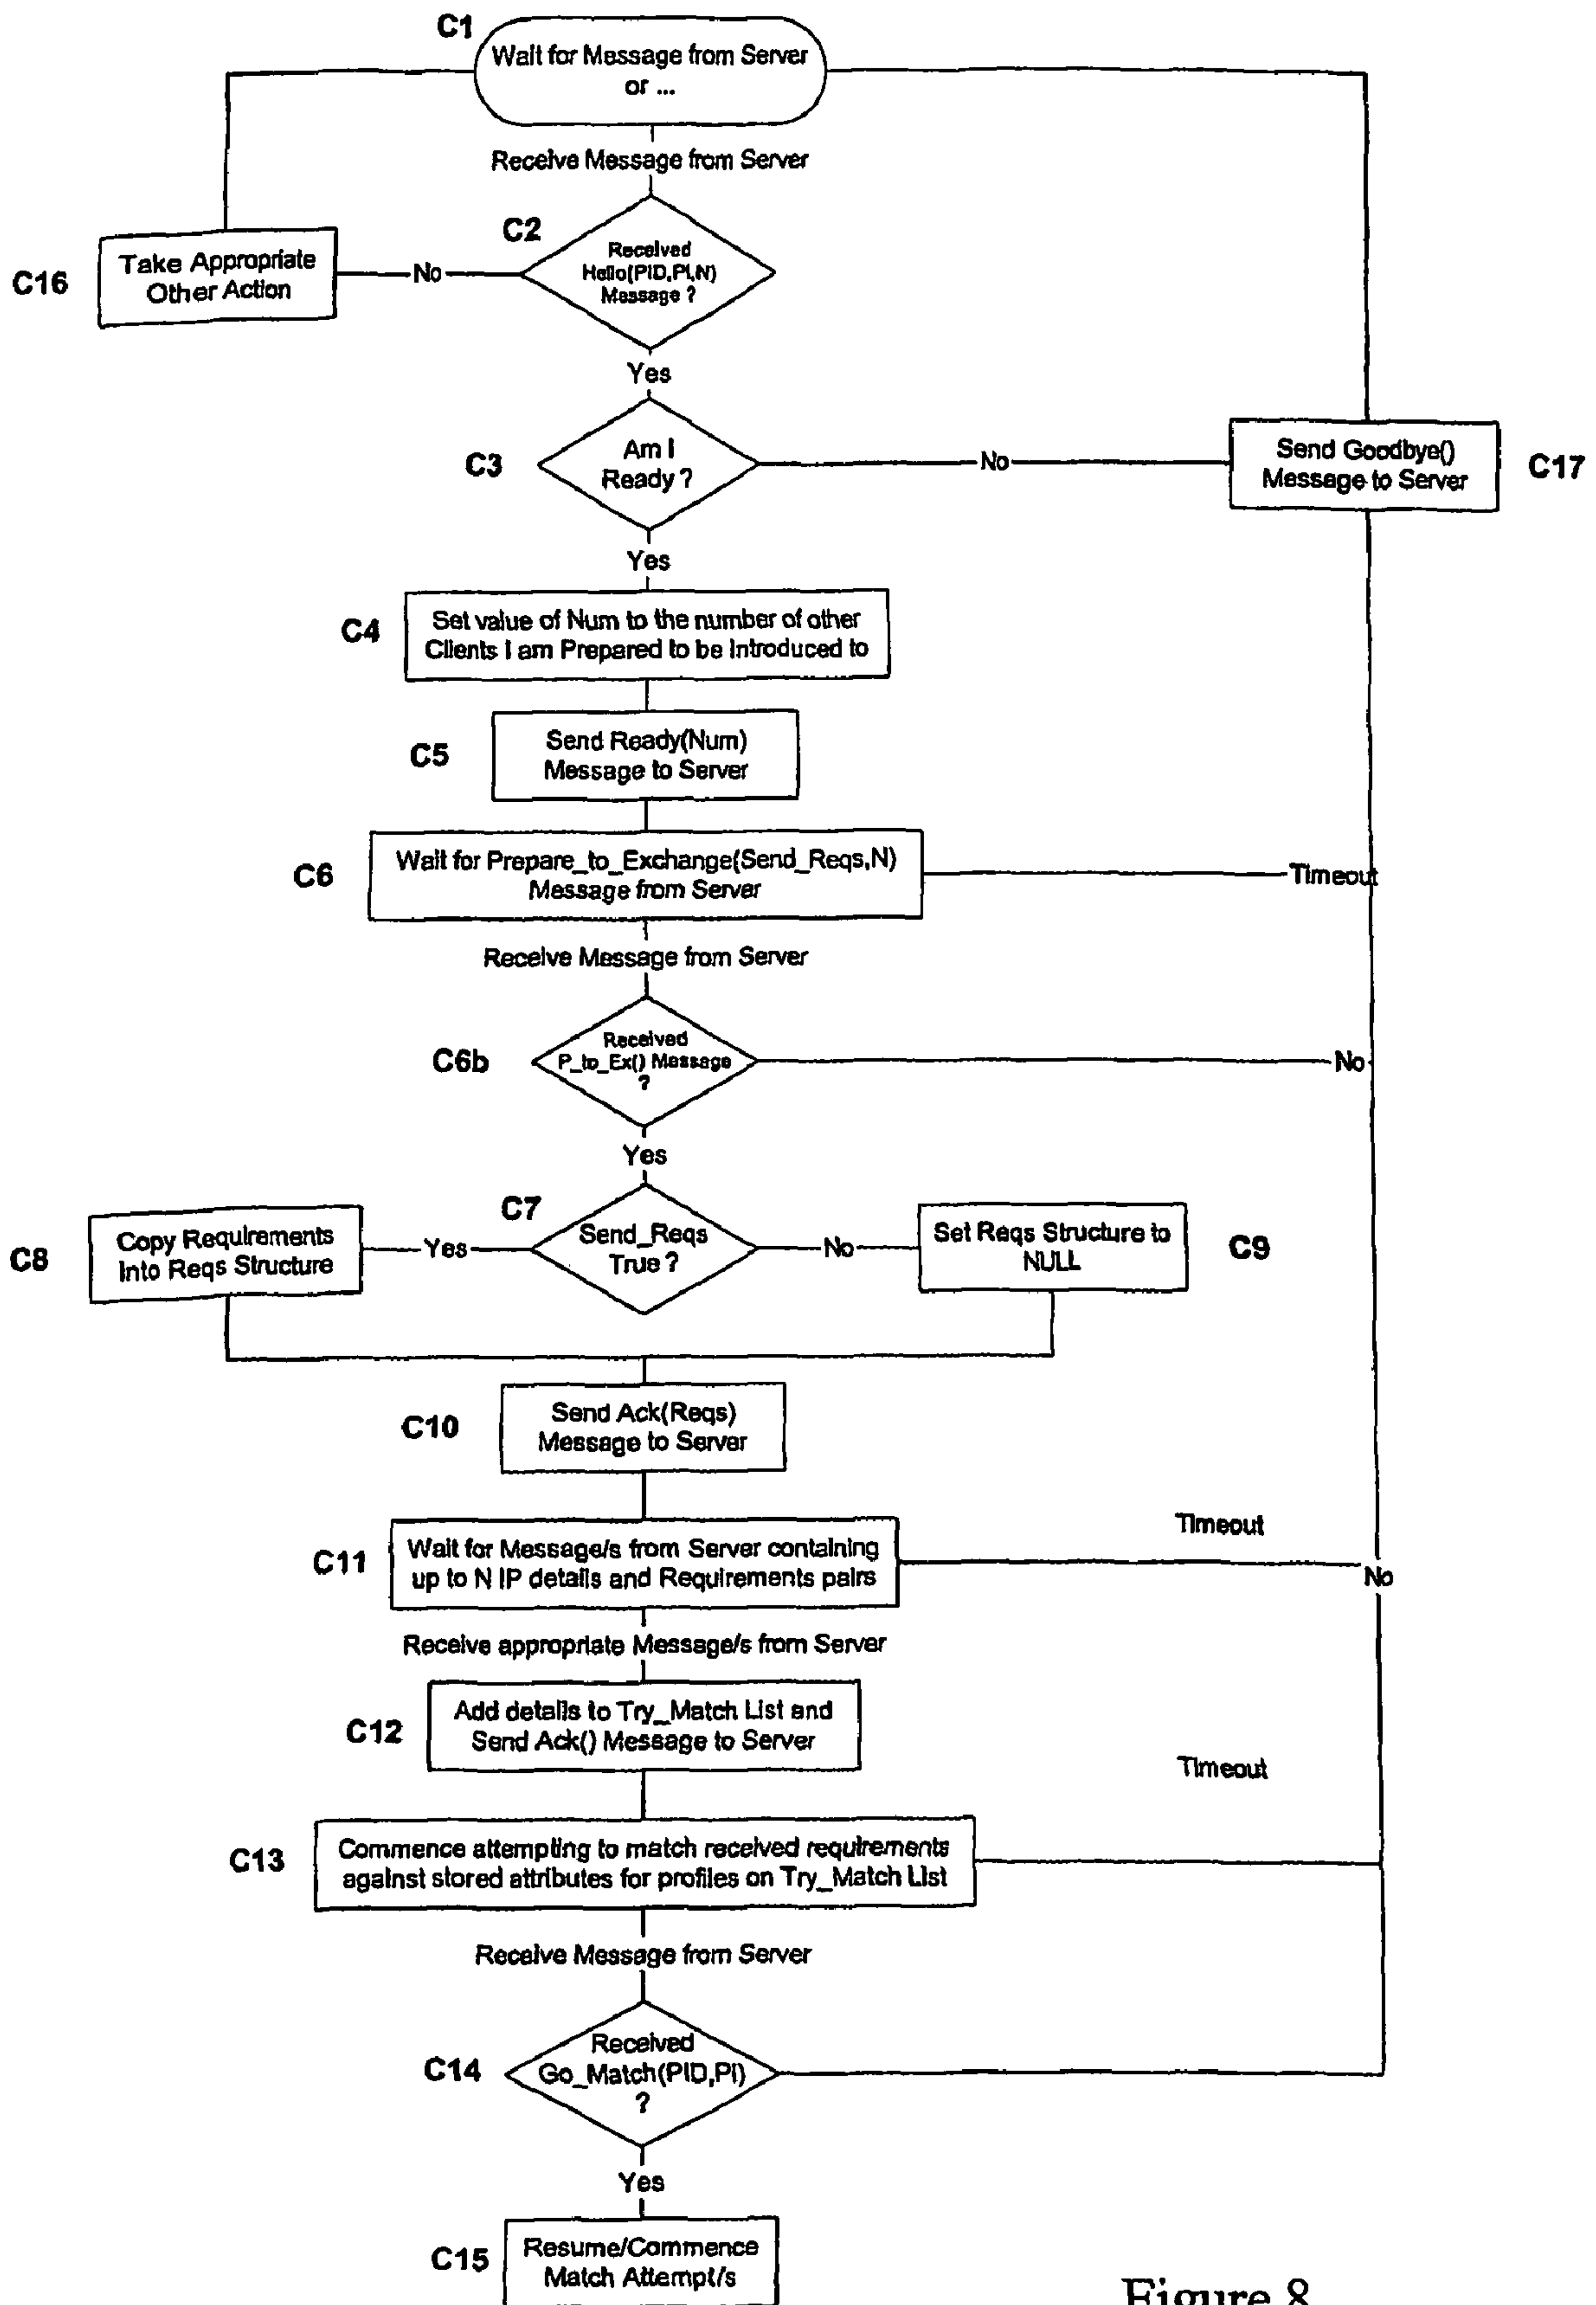 C1
Wait for Message from Server
or ...
Receive Message from Server
C2
Received
Hello(PID,PI,N)
Message ?
C16
Take Appropriate
Other Action
No
Yes
C3
Am I
Ready ?
No
Send Goodbye()
Message to Server
C17
Yes
C4
Set value of Num to the number of other
Clients I am Prepared to be Introduced to
C5
Send Ready(Num)
Message to Server
C6
Wait for Prepare_to_Exchange(Send_Reqs,N)
Message from Server
Timeout
Receive Message from Server
C6b
Received
P_to_Ex() Message
?
No
Yes
C7
C8
Copy Requirements
Into Reqs Structure
Yes
Send_Reqs
True ?
No
Set Reqs Structure to
NULL
C9
C10
Send Ack(Reqs)
Message to Server
C11
Wait for Message/s from Server containing
up to N IP details and Requirements pairs
Timeout
No
Receive appropriate Message/s from Server
C12
Add details to Try_Match List and
Send Ack() Message to Server
Timeout
C13
Commence attempting to match received requirements
against stored attributes for profiles on Try_Match List
Receive Message from Server
C14
Received
Go_Match(PID,PI)
?
Yes
C15
Resume/Commence
Match Attempt/s
Figure 8